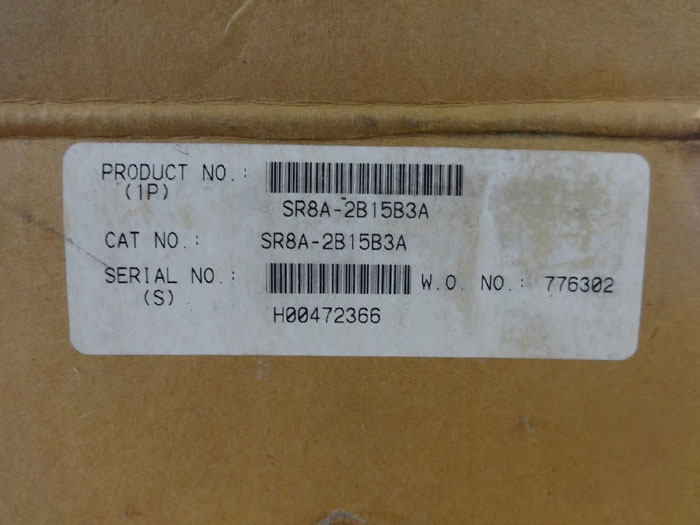 PRODUCT NO.:
(1P)
SR8A-2B15B3A
CAT NO.: SR8A-2B15B3A
SERIAL NO.: W.O. NO.: 776302
(S)
H00472366